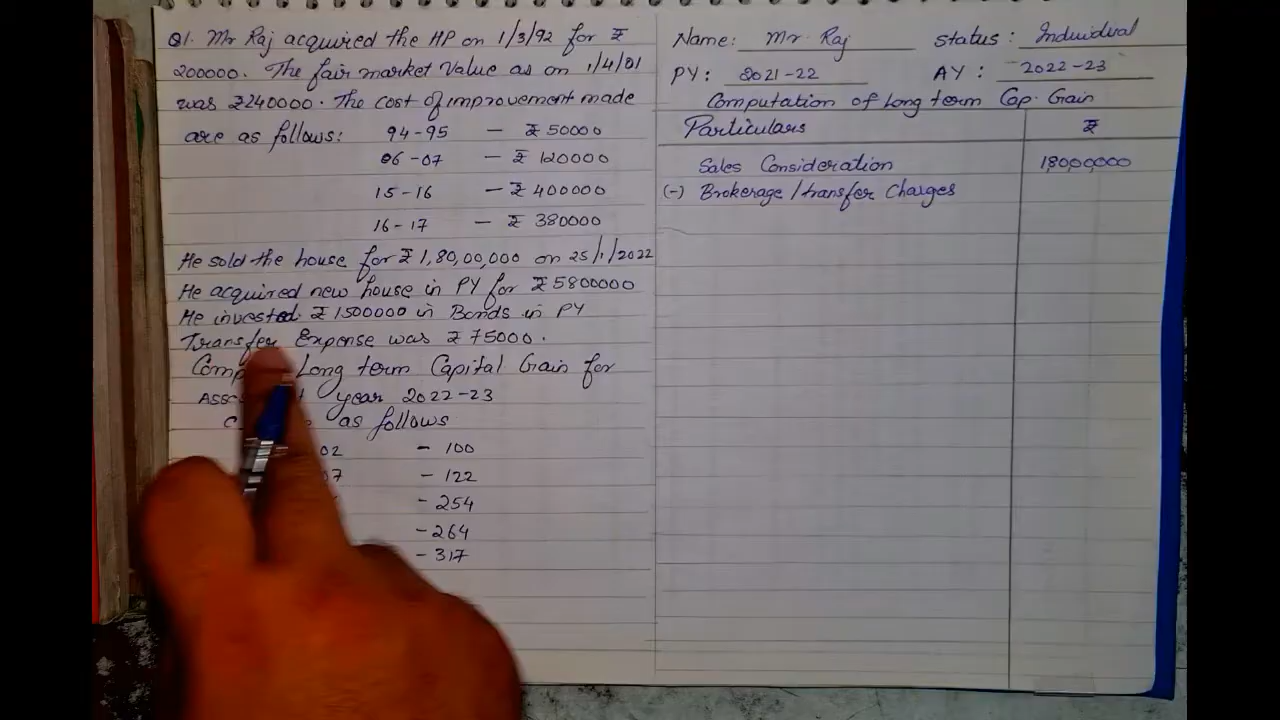 Q1. Mr Raj acquired the HP on 1/3/92 for ₹
200000. The fair market Value as on 1/4/01
was ₹240000. The cost of improvement made
are as follows: 94-95 - ₹ 50000
06-07 - ₹ 120000
15-16 - ₹ 400000
16-17 - ₹ 380000
He sold the house for ₹ 1,80,00,000 on 25/1/2022
He acquired new house in PY for ₹ 5800000
He invested ₹ 1500000 in Bonds in PY
Transfer Expense was ₹ 75000.
Long term Capital Gain for
year 2022-23
as follows
02 - 100
07 - 122
- 254
- 264
- 317
Name: Mr. Raj Status: Individual
PY: 2021-22 AY: 2022-23
Computation of Long term Cap. Gain
Particulars ₹
Sales Consideration 18000000
(-) Brokerage/transfer Charges